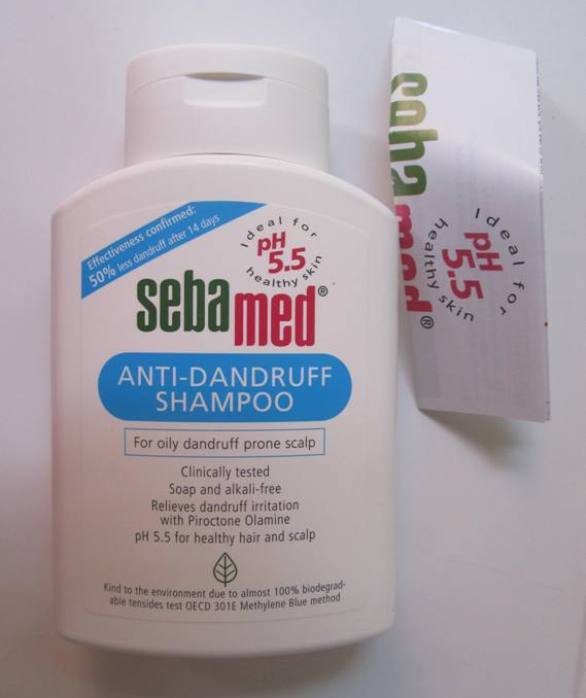 Effectiveness confirmed:
50% less dandruff after 14 days
Ideal for
pH
5.5
healthy skin
sebamed®
ANTI-DANDRUFF
SHAMPOO
For oily dandruff prone scalp
Clinically tested
Soap and alkali-free
Relieves dandruff irritation
with Piroctone Olamine
pH 5.5 for healthy hair and scalp
Kind to the environment due to almost 100% biodegrad-
able tensides test OECD 301E Methylene Blue method
sebamed®
Ideal for
pH
5.5
healthy skin